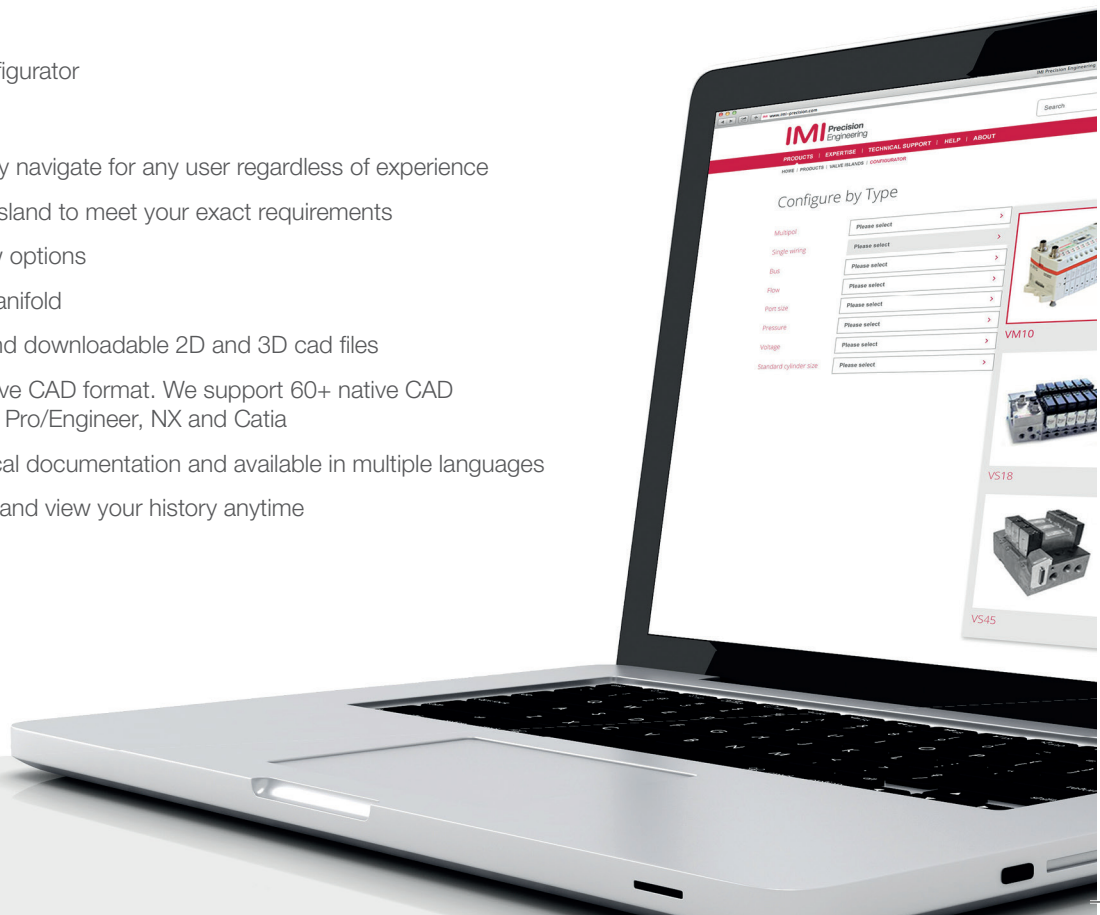 figurator
y navigate for any user regardless of experience
sland to meet your exact requirements
options
anifold
nd downloadable 2D and 3D cad files
ve CAD format. We support 60+ native CAD
Pro/Engineer, NX and Catia
cal documentation and available in multiple languages
and view your history anytime
IMI Precision Engineering
www.imi-precision.com
Search
IMI Precision
Engineering
PRODUCTS | EXPERTISE | TECHNICAL SUPPORT | HELP | ABOUT
HOME | PRODUCTS | VALVE ISLANDS | CONFIGURATOR
Configure by Type
Multipol Please select >
Single wiring Please select >
Bus Please select >
Flow Please select >
Port size Please select >
Pressure Please select >
Voltage Please select >
Standard cylinder size Please select >
VM10
VS18
VS45